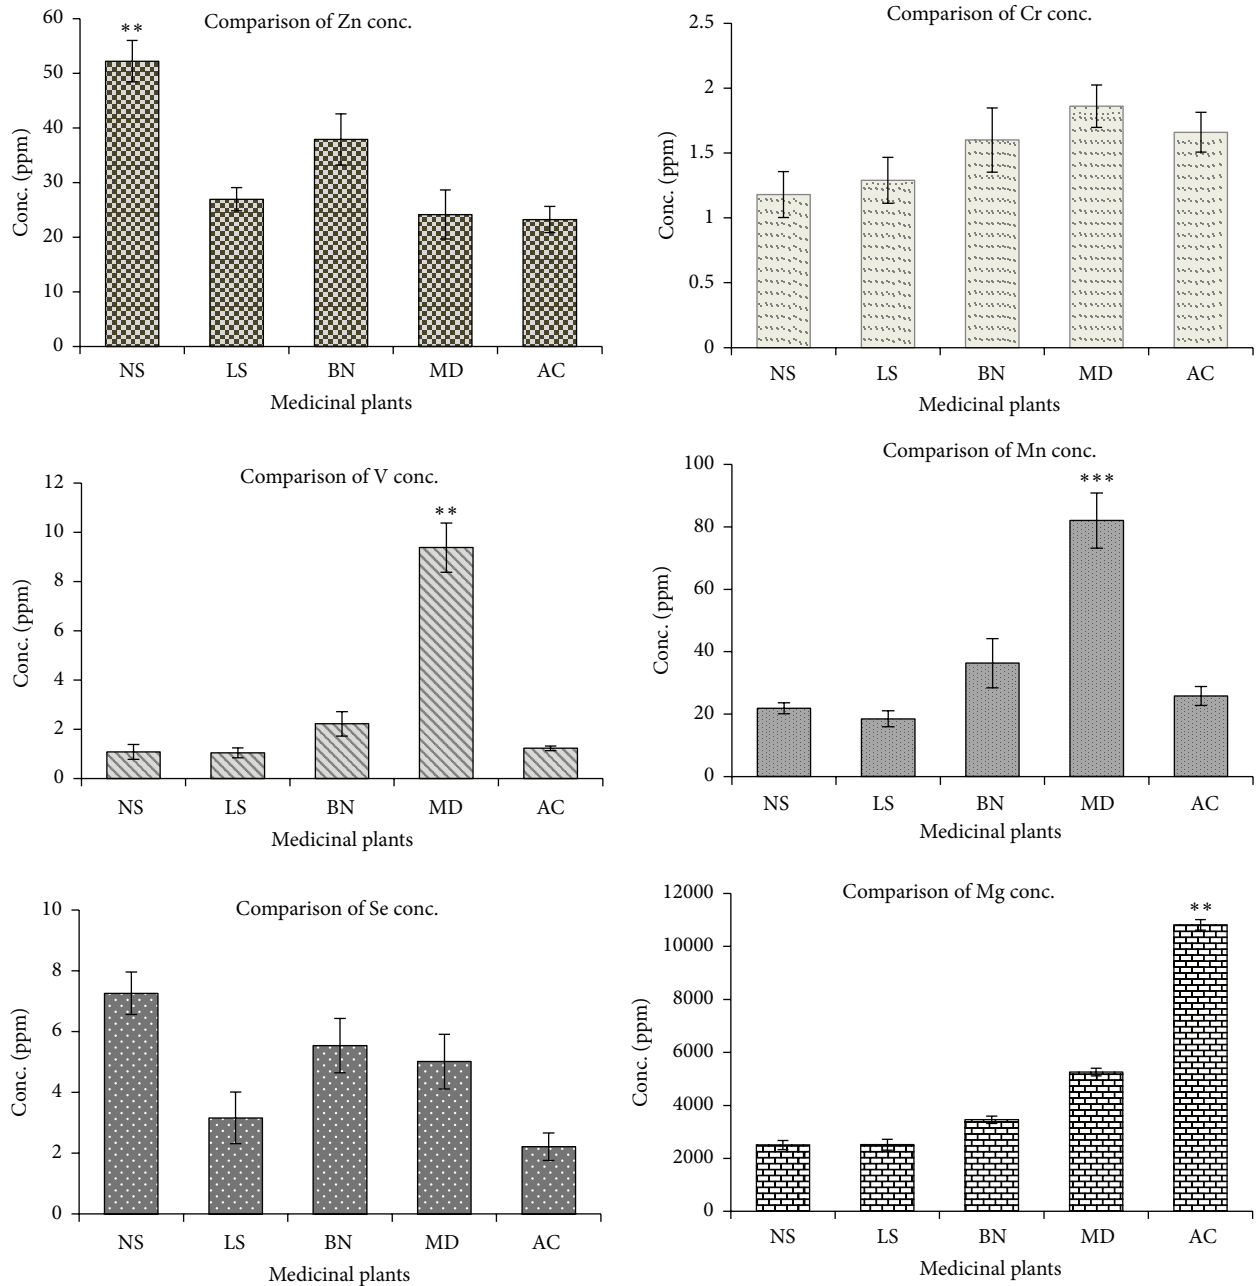 Comparison of Zn conc.
**
60
50
40
30
20
10
0
Conc. (ppm)
NS LS BN MD AC
Medicinal plants
Comparison of Cr conc.
2.5
2
1.5
1
0.5
0
Conc. (ppm)
NS LS BN MD AC
Medicinal plants
Comparison of V conc.
**
12
10
8
6
4
2
0
Conc. (ppm)
NS LS BN MD AC
Medicinal plants
Comparison of Mn conc.
***
100
80
60
40
20
0
Conc. (ppm)
NS LS BN MD AC
Medicinal plants
Comparison of Se conc.
10
8
6
4
2
0
Conc. (ppm)
NS LS BN MD AC
Medicinal plants
Comparison of Mg conc.
**
12000
10000
8000
6000
4000
2000
0
Conc. (ppm)
NS LS BN MD AC
Medicinal plants